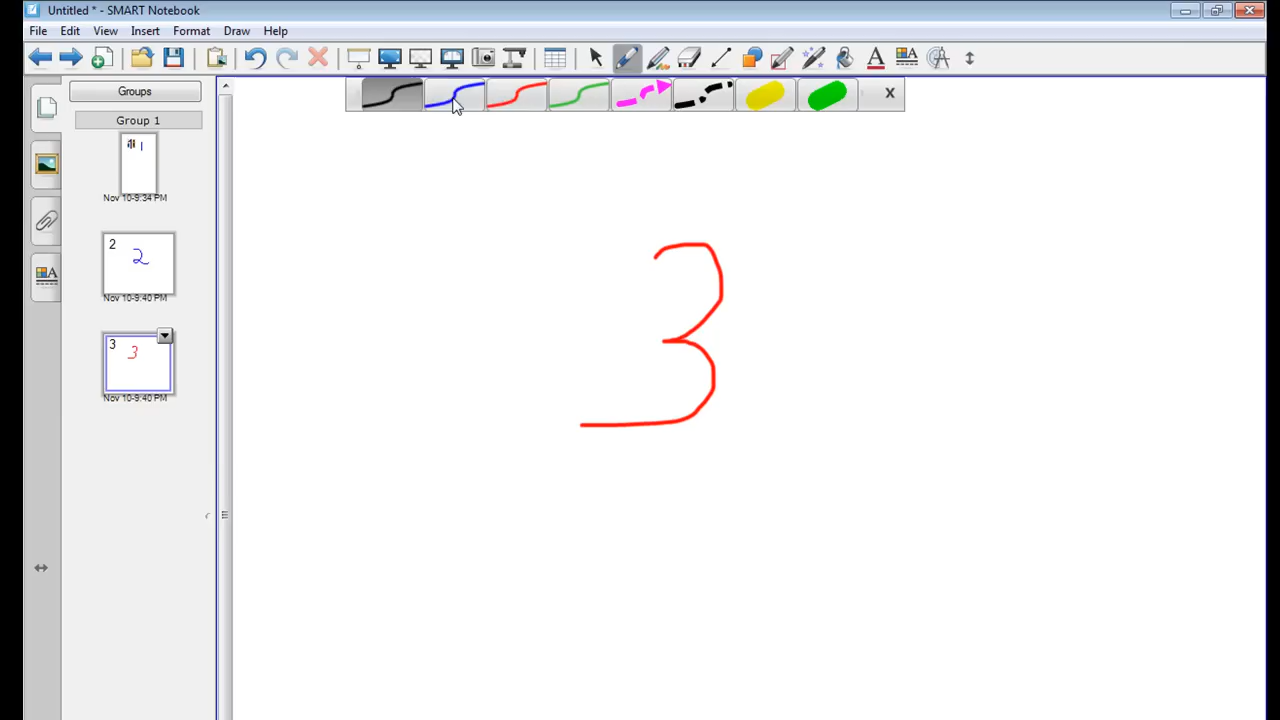 Untitled * - SMART Notebook
File Edit View Insert Format Draw Help
Groups
Group 1
1
Nov 10-9:34 PM
2 2
Nov 10-9:40 PM
3 3
Nov 10-9:40 PM
3